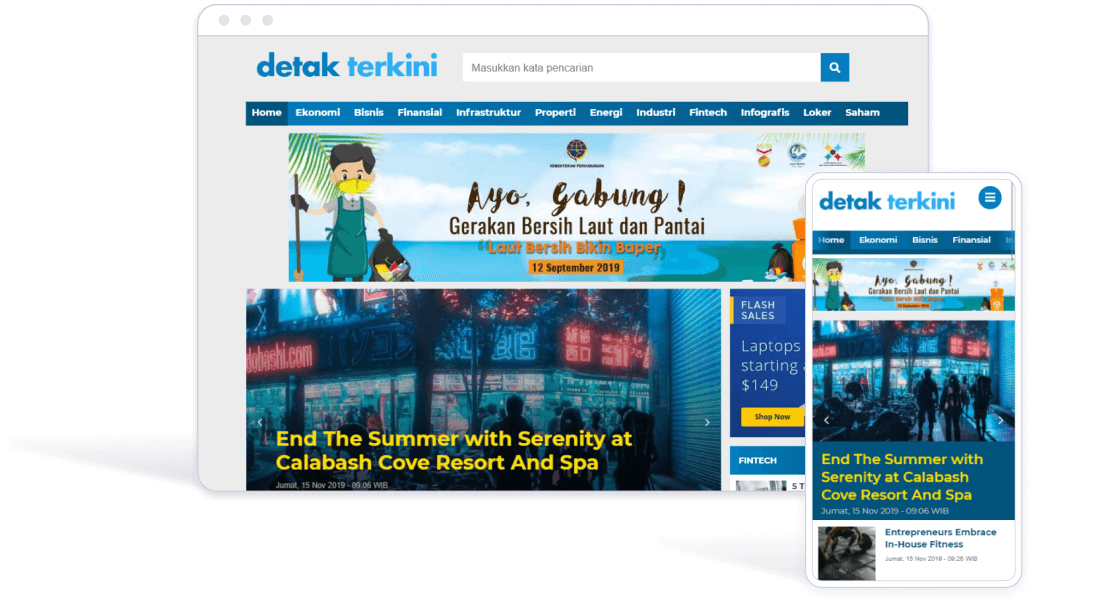 detak terkini
Masukkan kata pencarian
Home Ekonomi Bisnis Finansial Infrastruktur Properti Energi Industri Fintech Infografis Loker Saham
KEMENTERIAN PERHUBUNGAN
Ayo, Gabung!
Gerakan Bersih Laut dan Pantai
"Laut Bersih Bikin Baper"
12 September 2019
dobashi.com
End The Summer with Serenity at
Calabash Cove Resort And Spa
Jumat, 15 Nov 2019 - 09:06 WIB
FLASH
SALES
Laptops
starting
$149
Shop Now
FINTECH
5 T
detak terkini
Home Ekonomi Bisnis Finansial In
Ayo, Gabung!
Gerakan Bersih Laut dan Pantai
"Laut Bersih Bikin Baper"
12 September 2019
End The Summer with
Serenity at Calabash
Cove Resort And Spa
Jumat, 15 Nov 2019 - 09:06 WIB
Entrepreneurs Embrace
In-House Fitness
Jumat, 15 Nov 2019 - 09:26 WIB